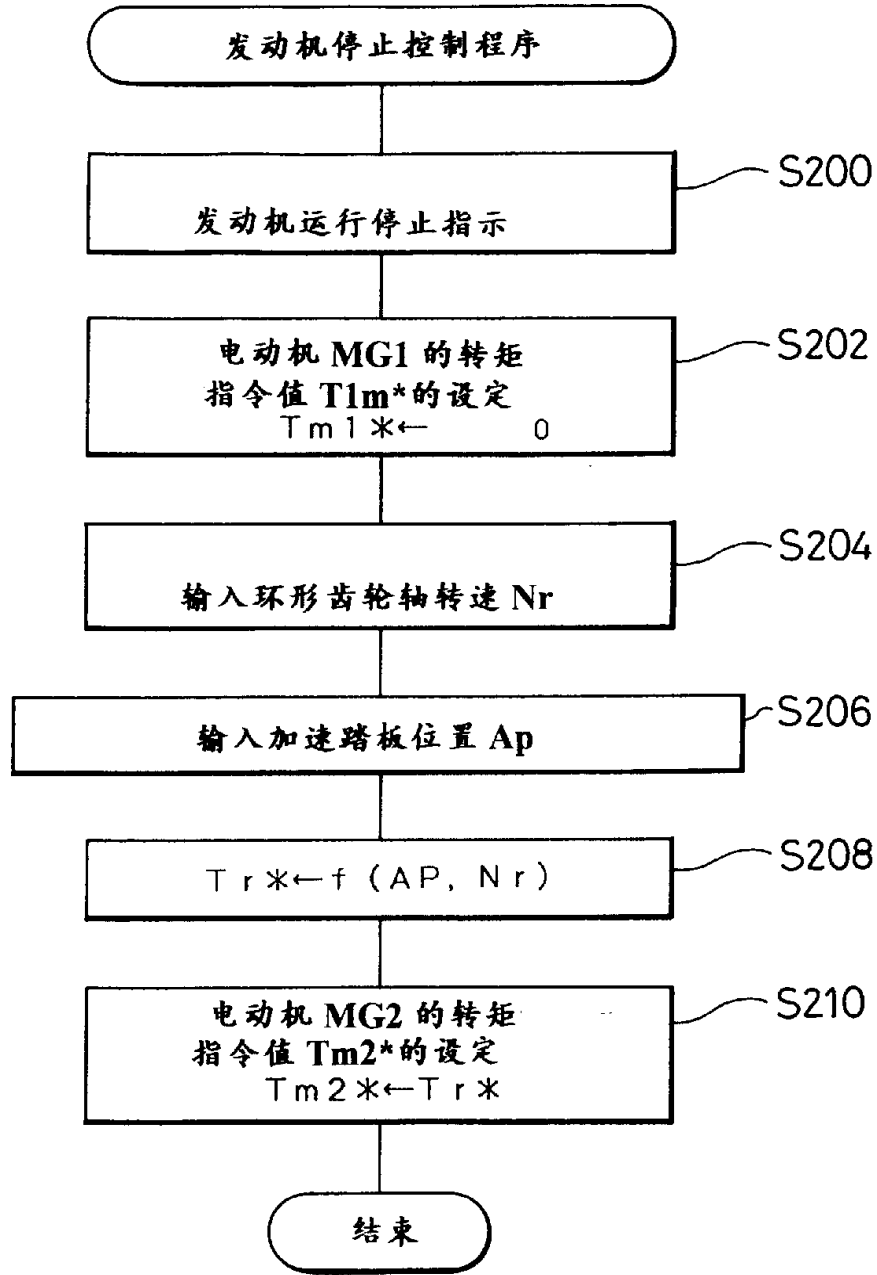 发动机停止控制程序
S200
发动机运行停止指示
S202
电动机 MG1 的转矩
指令值 T1m*的设定
Tm1*← 0
S204
输入环形齿轮轴转速 Nr
S206
输入加速踏板位置 Ap
S208
Tr*←f(AP, Nr)
S210
电动机 MG2 的转矩
指令值 Tm2*的设定
Tm2*←Tr*
结束